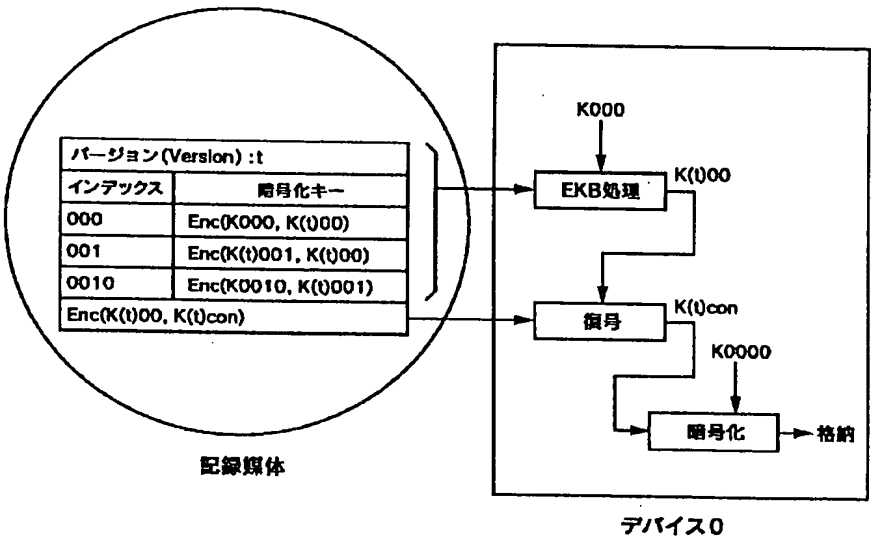 バージョン(Version):t
インデックス 暗号化キー
000 Enc(K000, K(t)00)
001 Enc(K(t)001, K(t)00)
0010 Enc(K0010, K(t)001)
Enc(K(t)00, K(t)con)
記録媒体
K000
EKB処理
K(t)00
復号
K(t)con
K0000
暗号化
格納
デバイス0